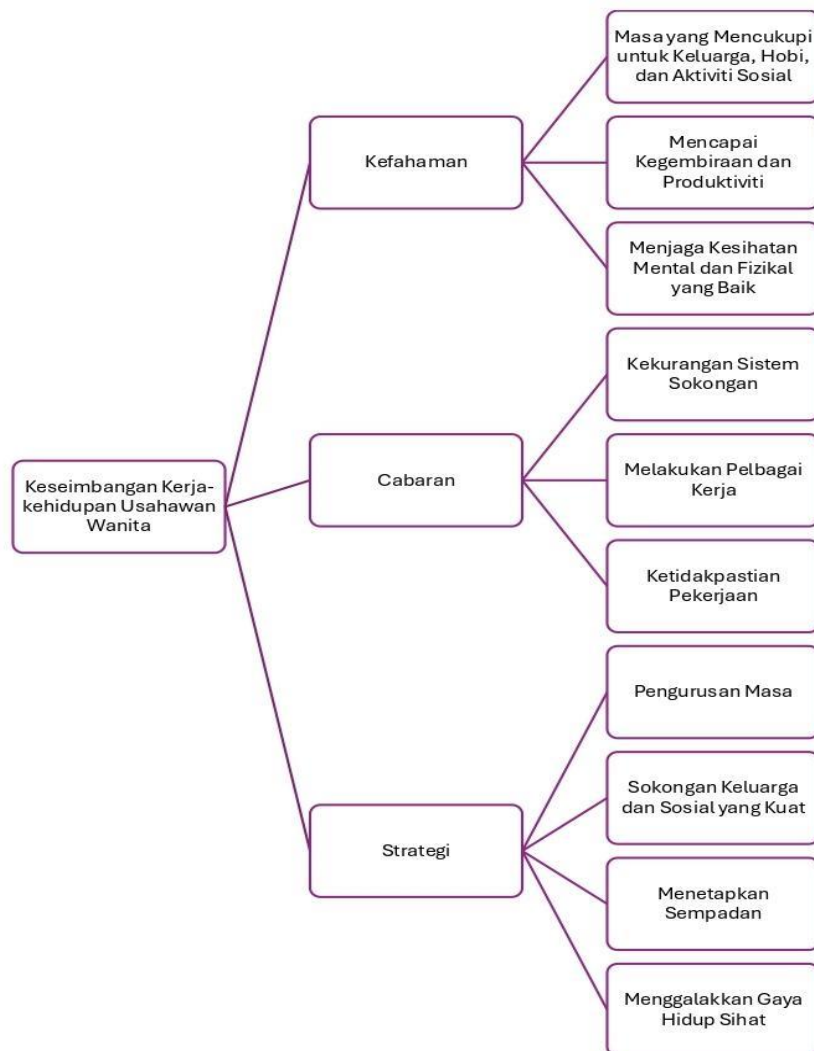 Masa yang Mencukupi
untuk Keluarga, Hobi,
dan Aktiviti Sosial
Kefahaman
Mencapai
Kegembiraan dan
Produktiviti
Menjaga Kesihatan
Mental dan Fizikal
yang Baik
Kekurangan Sistem
Sokongan
Keseimbangan Kerja-
kehidupan Usahawan
Wanita
Cabaran
Melakukan Pelbagai
Kerja
Ketidakpastian
Pekerjaan
Pengurusan Masa
Sokongan Keluarga
dan Sosial yang Kuat
Strategi
Menetapkan
Sempadan
Menggalakkan Gaya
Hidup Sihat